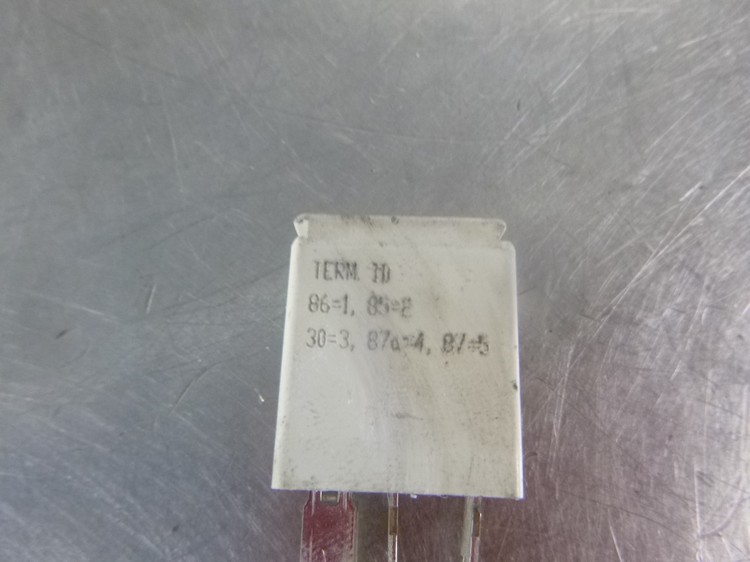 TERM. ID
86=1, 85=2
30=3, 87a=4, 87=5